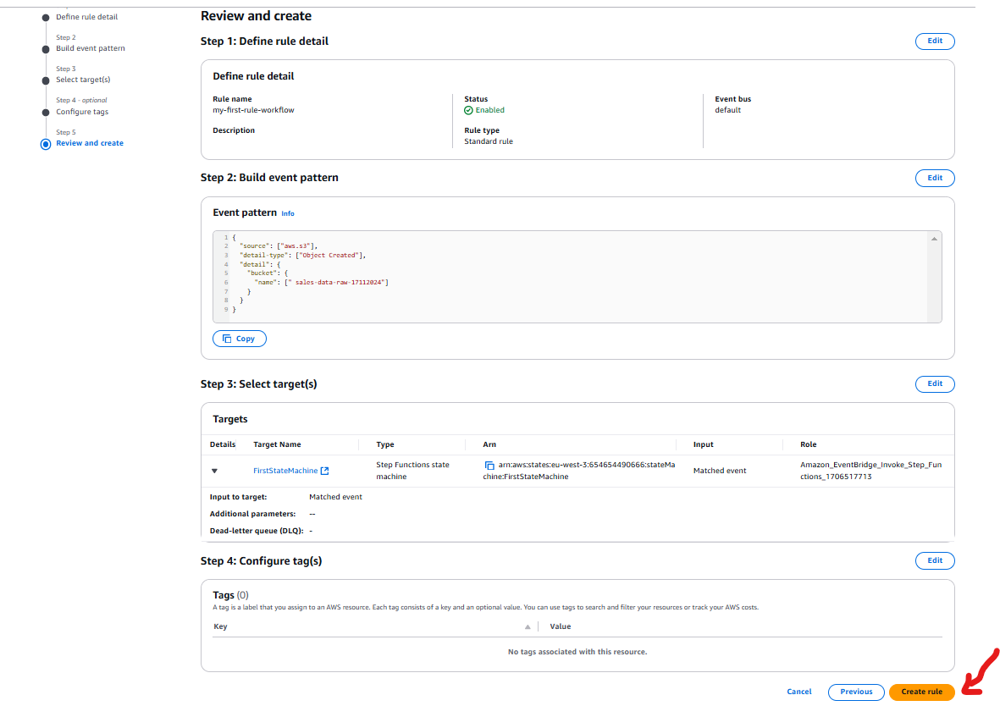 Define rule detail
Step 2
Build event pattern
Step 3
Select target(s)
Step 4 - optional
Configure tags
Step 5
Review and create
Review and create
Step 1: Define rule detail
Edit
Define rule detail
Rule name
my-first-rule-workflow
Description
Status
Enabled
Rule type
Standard rule
Event bus
default
Step 2: Build event pattern
Edit
Event pattern Info
1 {
2 "source": ["aws.s3"],
3 "detail-type": ["Object Created"],
4 "detail": {
5 "bucket": {
6 "name": [" sales-data-raw-17112024"]
7 }
8 }
9 }
Copy
Step 3: Select target(s)
Edit
Targets
Details Target Name Type Arn Input Role
FirstStateMachine
Step Functions state
machine
arn:aws:states:eu-west-3:654654490666:stateMa
chine:FirstStateMachine
Matched event
Amazon_EventBridge_Invoke_Step_Fun
ctions_1706517713
Input to target: Matched event
Additional parameters: --
Dead-letter queue (DLQ): -
Step 4: Configure tag(s)
Edit
Tags (0)
A tag is a label that you assign to an AWS resource. Each tag consists of a key and an optional value. You can use tags to search and filter your resources or track your AWS costs.
Key Value
No tags associated with this resource.
Cancel Previous Create rule